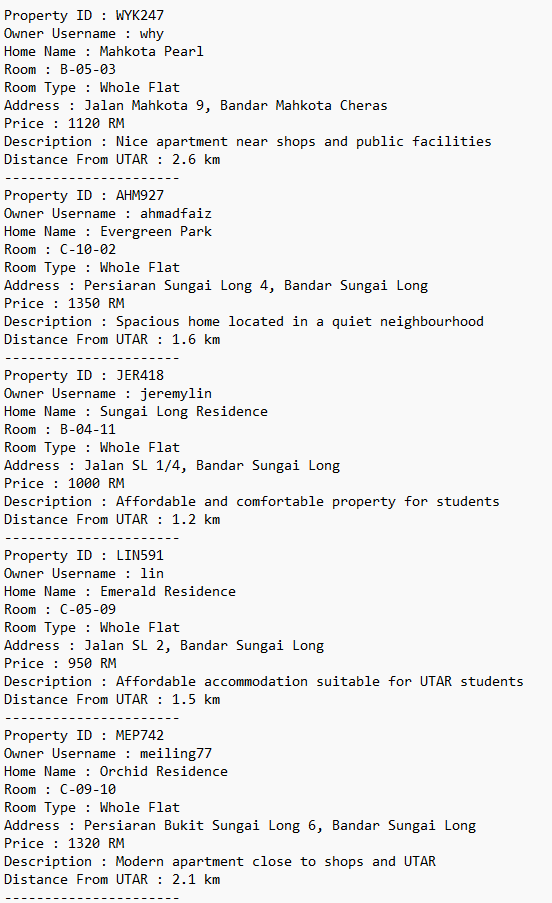 Property ID : WYK247
Owner Username : why
Home Name : Mahkota Pearl
Room : B-05-03
Room Type : Whole Flat
Address : Jalan Mahkota 9, Bandar Mahkota Cheras
Price : 1120 RM
Description : Nice apartment near shops and public facilities
Distance From UTAR : 2.6 km
----------------------
Property ID : AHM927
Owner Username : ahmadfaiz
Home Name : Evergreen Park
Room : C-10-02
Room Type : Whole Flat
Address : Persiaran Sungai Long 4, Bandar Sungai Long
Price : 1350 RM
Description : Spacious home located in a quiet neighbourhood
Distance From UTAR : 1.6 km
----------------------
Property ID : JER418
Owner Username : jeremylin
Home Name : Sungai Long Residence
Room : B-04-11
Room Type : Whole Flat
Address : Jalan SL 1/4, Bandar Sungai Long
Price : 1000 RM
Description : Affordable and comfortable property for students
Distance From UTAR : 1.2 km
----------------------
Property ID : LIN591
Owner Username : lin
Home Name : Emerald Residence
Room : C-05-09
Room Type : Whole Flat
Address : Jalan SL 2, Bandar Sungai Long
Price : 950 RM
Description : Affordable accommodation suitable for UTAR students
Distance From UTAR : 1.5 km
----------------------
Property ID : MEP742
Owner Username : meiling77
Home Name : Orchid Residence
Room : C-09-10
Room Type : Whole Flat
Address : Persiaran Bukit Sungai Long 6, Bandar Sungai Long
Price : 1320 RM
Description : Modern apartment close to shops and UTAR
Distance From UTAR : 2.1 km
----------------------